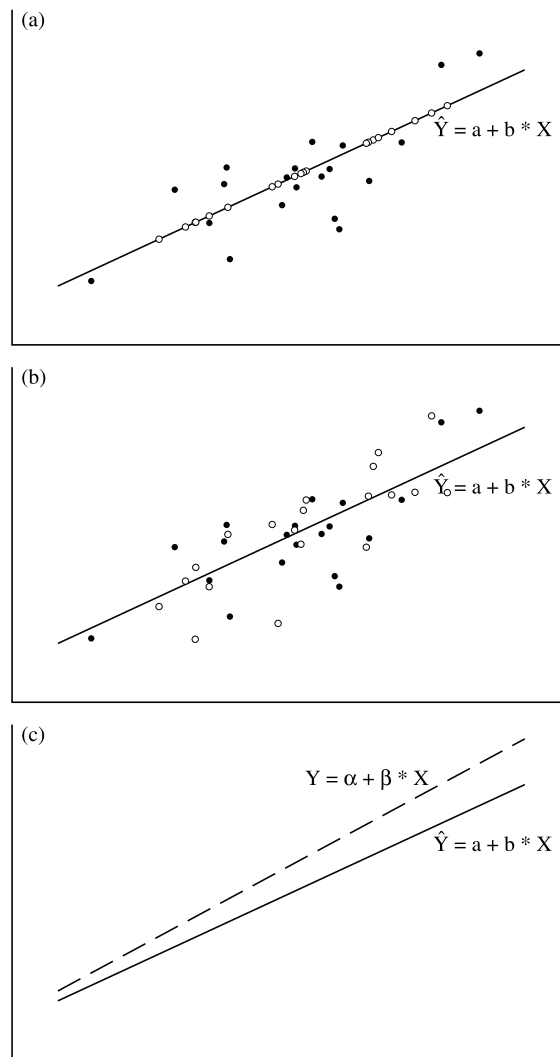 (a)
Ŷ = a + b * X
(b)
Ŷ = a + b * X
(c)
Y = α + β * X
Ŷ = a + b * X